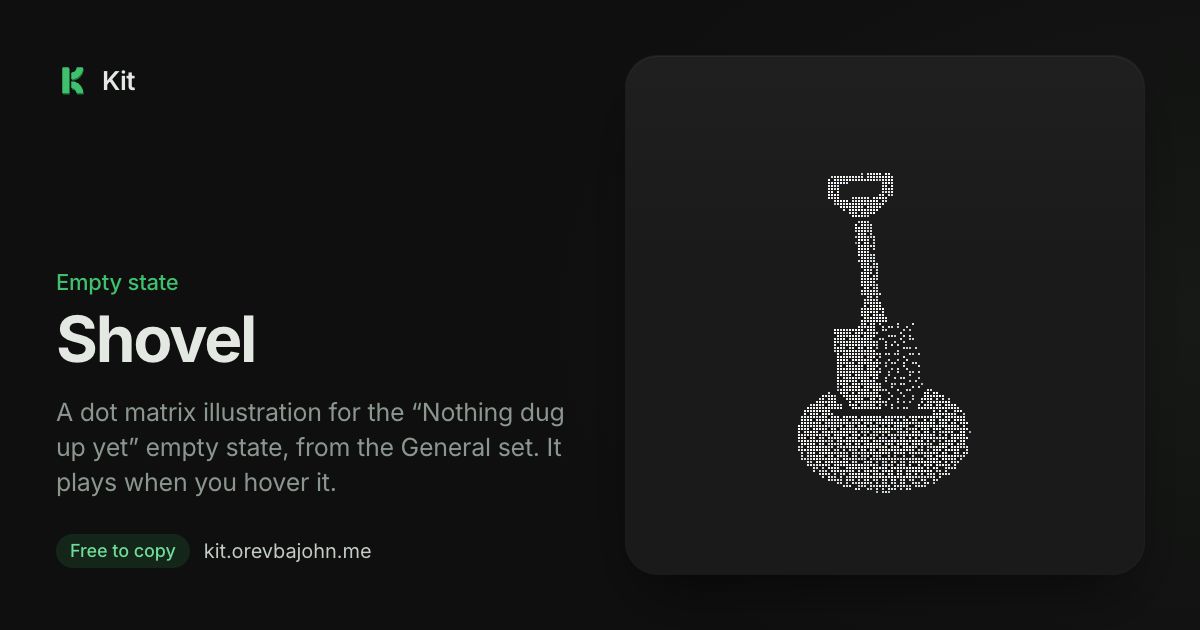 Kit
Empty state
Shovel
A dot matrix illustration for the “Nothing dug
up yet” empty state, from the General set. It
plays when you hover it.
Free to copy
kit.orevbajohn.me